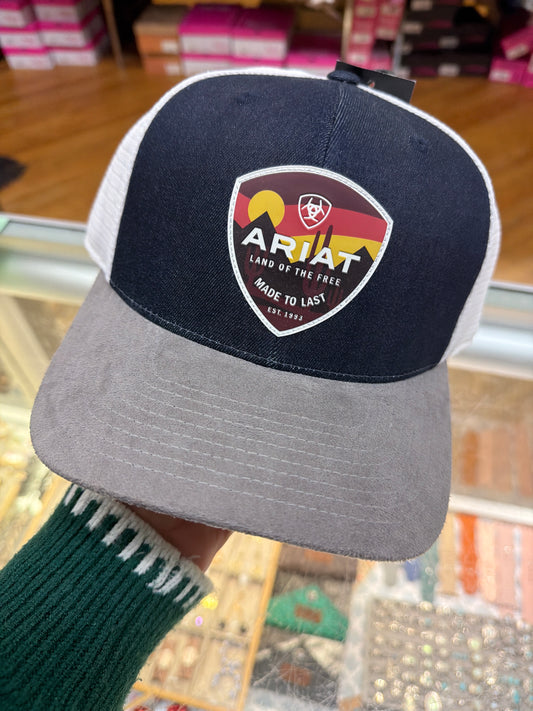 ARIAT
LAND OF THE FREE
MADE TO LAST
EST. 1993